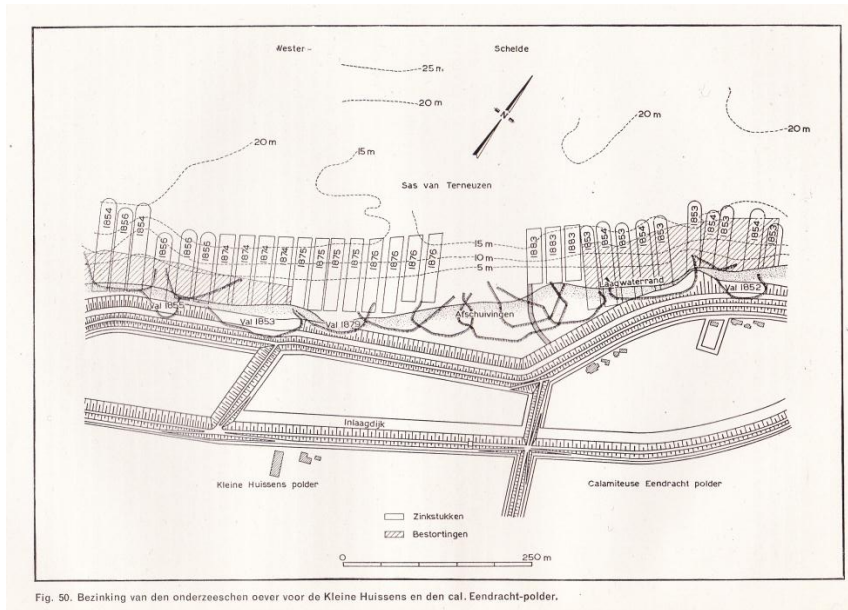 Wester - Schelde
25 m
20 m
N
20 m
20 m
20 m
15 m
Sas van Terneuzen
1854
1856
1854
1856
1856
1856
1874
1874
1874
1874
1875
1875
1875
1875
1876
1876
1876
1876
15 m
10 m
5 m
1883
1883
1883
1853
1854
1853
1853
1854
1853
1853
1854
1853
1854
1853
Laagwaterrand
Val 1855
Val 1853
Val 1879
Afschuivingen
Val 1852
Inlaagdijk
Kleine Huissens polder
Calamiteuse Eendracht polder
Zinkstukken
Bestortingen
0 250 m
Fig. 50. Bezinking van den onderzeeschen oever voor de Kleine Huissens en den cal. Eendracht-polder.